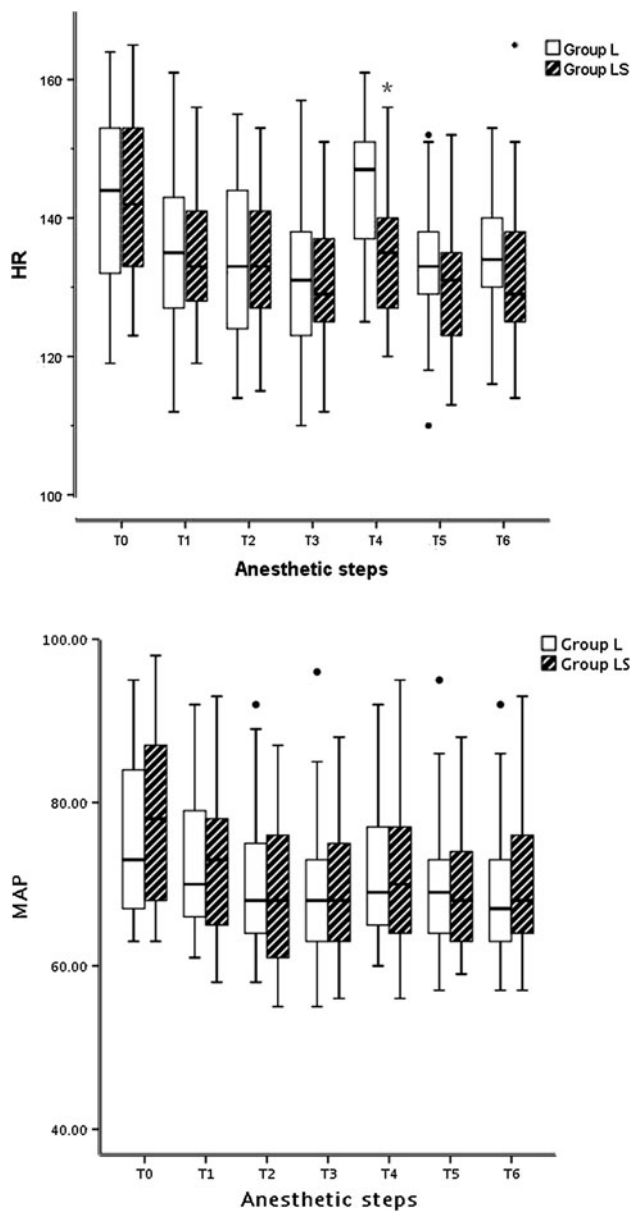 Group L
Group LS
160
*
140
HR
120
100
T0 T1 T2 T3 T4 T5 T6
Anesthetic steps
100.00
Group L
Group LS
80.00
MAP
60.00
40.00
T0 T1 T2 T3 T4 T5 T6
Anesthetic steps